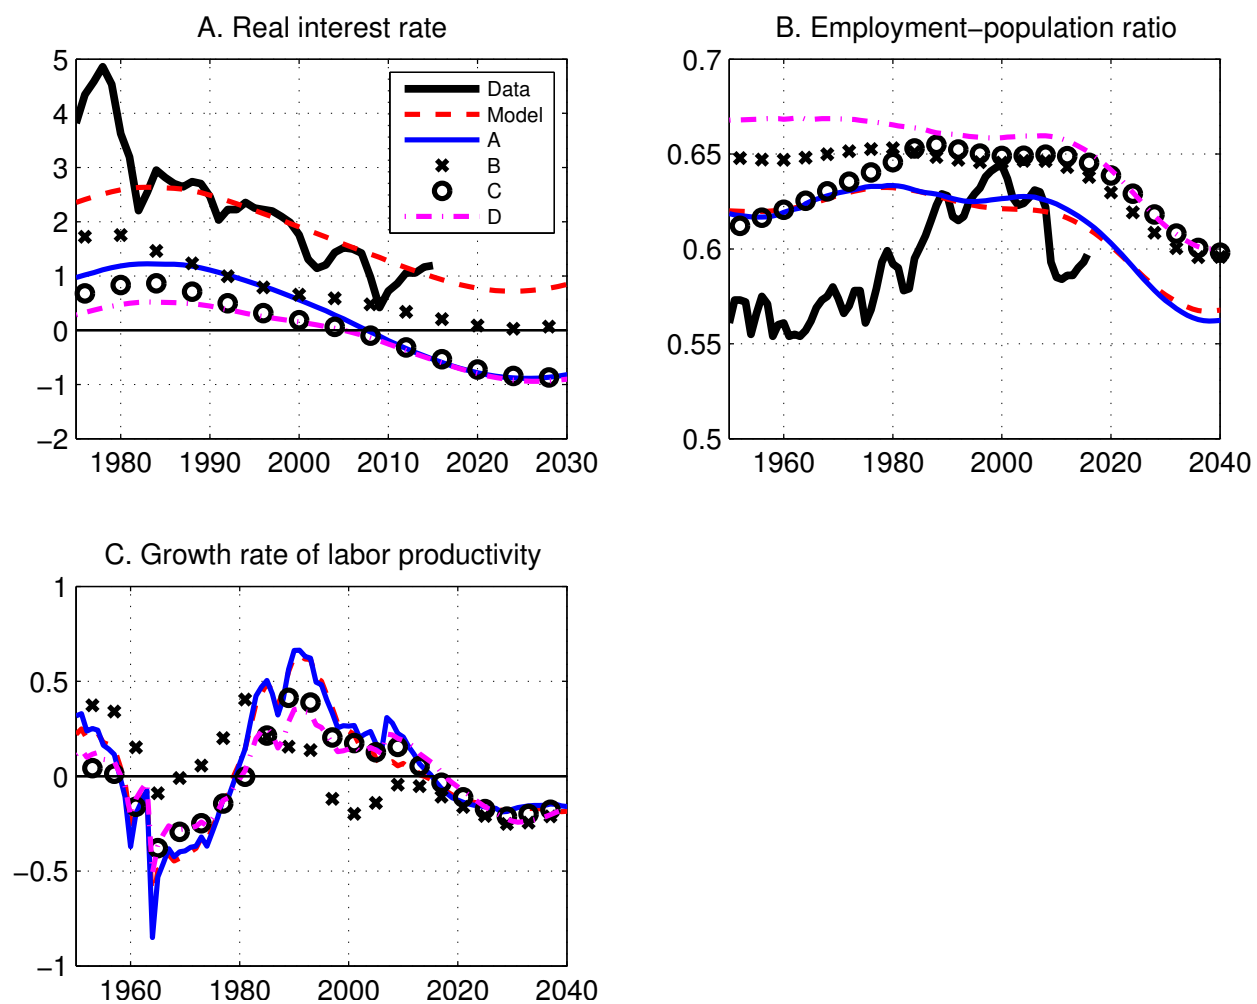 A. Real interest rate
5
4
3
2
1
0
−1
−2
1980 1990 2000 2010 2020 2030
Data
Model
A
B
C
D
B. Employment−population ratio
0.7
0.65
0.6
0.55
0.5
1960 1980 2000 2020 2040
C. Growth rate of labor productivity
1
0.5
0
−0.5
−1
1960 1980 2000 2020 2040